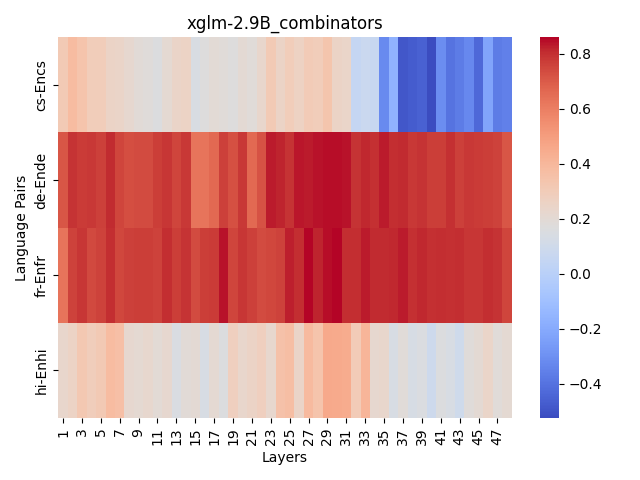 xglm-2.9B_combinators
Language Pairs
cs-Encs
de-Ende
fr-Enfr
hi-Enhi
1 3 5 7 9 11 13 15 17 19 21 23 25 27 29 31 33 35 37 39 41 43 45 47
Layers
0.8
0.6
0.4
0.2
0.0
−0.2
−0.4